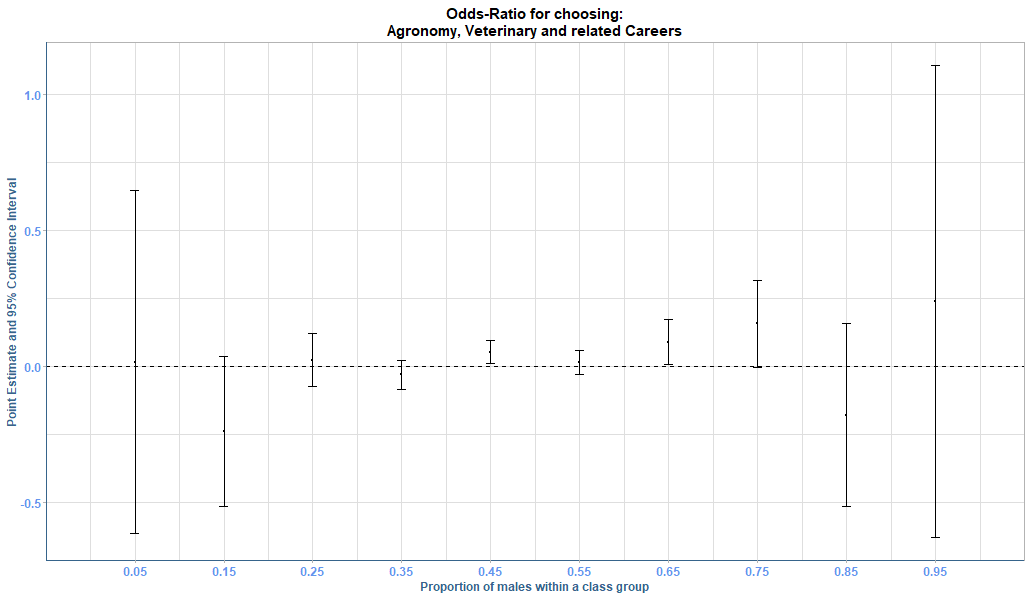 Odds-Ratio for choosing:
Agronomy, Veterinary and related Careers
Point Estimate and 95% Confidence Interval
1.0
0.5
0.0
-0.5
0.05 0.15 0.25 0.35 0.45 0.55 0.65 0.75 0.85 0.95
Proportion of males within a class group